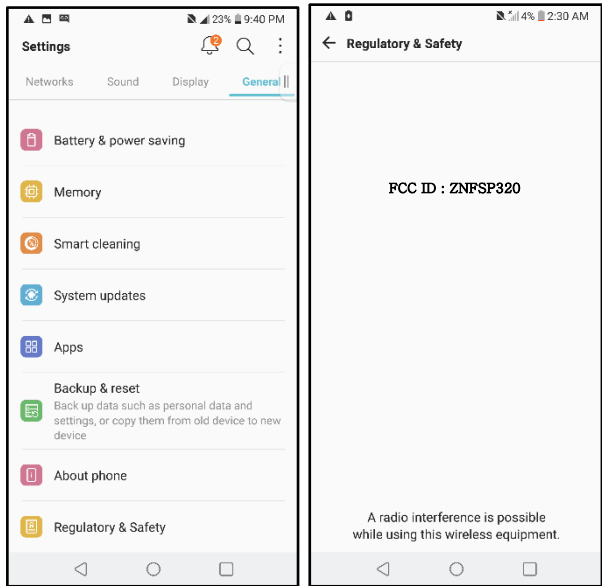 23% 9:40 PM
Settings
2
Networks Sound Display General
Battery & power saving
Memory
Smart cleaning
System updates
Apps
Backup & reset
Back up data such as personal data and
settings, or copy them from old device to new
device
About phone
Regulatory & Safety
4% 2:30 AM
Regulatory & Safety
FCC ID : ZNFSP320
A radio interference is possible
while using this wireless equipment.